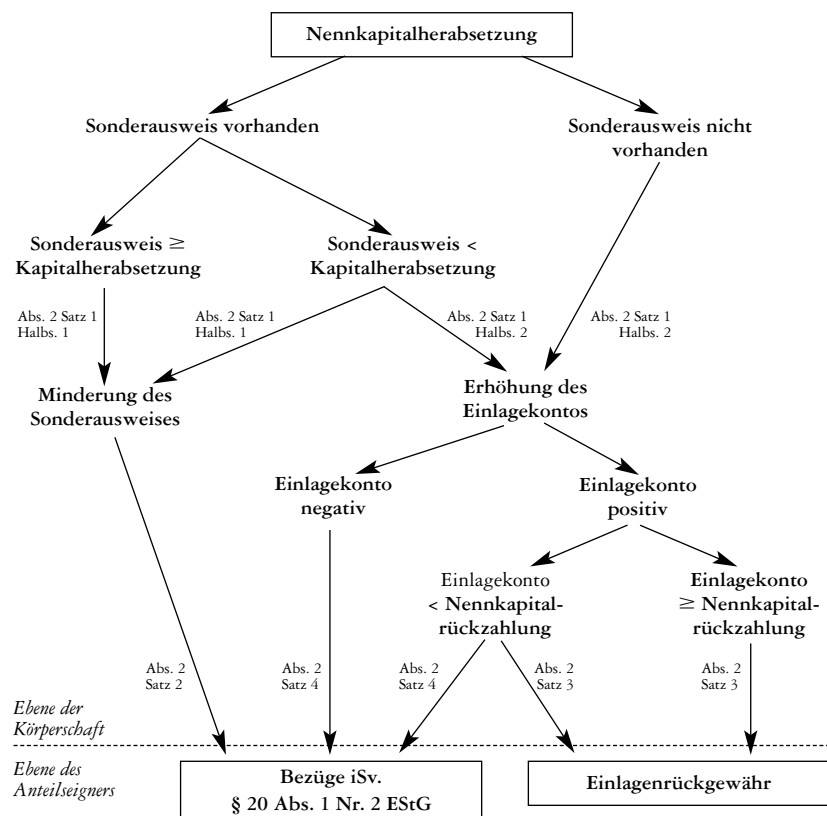 Nennkapitalherabsetzung
Sonderausweis vorhanden
Sonderausweis nicht
vorhanden
Sonderausweis ≥
Kapitalherabsetzung
Sonderausweis <
Kapitalherabsetzung
Abs. 2 Satz 1
Halbs. 1
Abs. 2 Satz 1
Halbs. 1
Abs. 2 Satz 1
Halbs. 2
Abs. 2 Satz 1
Halbs. 2
Minderung des
Sonderausweises
Erhöhung des
Einlagekontos
Einlagekonto
negativ
Einlagekonto
positiv
Einlagekonto
< Nennkapital-
rückzahlung
Einlagekonto
≥ Nennkapital-
rückzahlung
Abs. 2
Satz 2
Abs. 2
Satz 4
Abs. 2
Satz 4
Abs. 2
Satz 3
Abs. 2
Satz 3
Ebene der
Körperschaft
Ebene des
Anteilseigners
Bezüge iSv.
§ 20 Abs. 1 Nr. 2 EStG
Einlagenrückgewähr